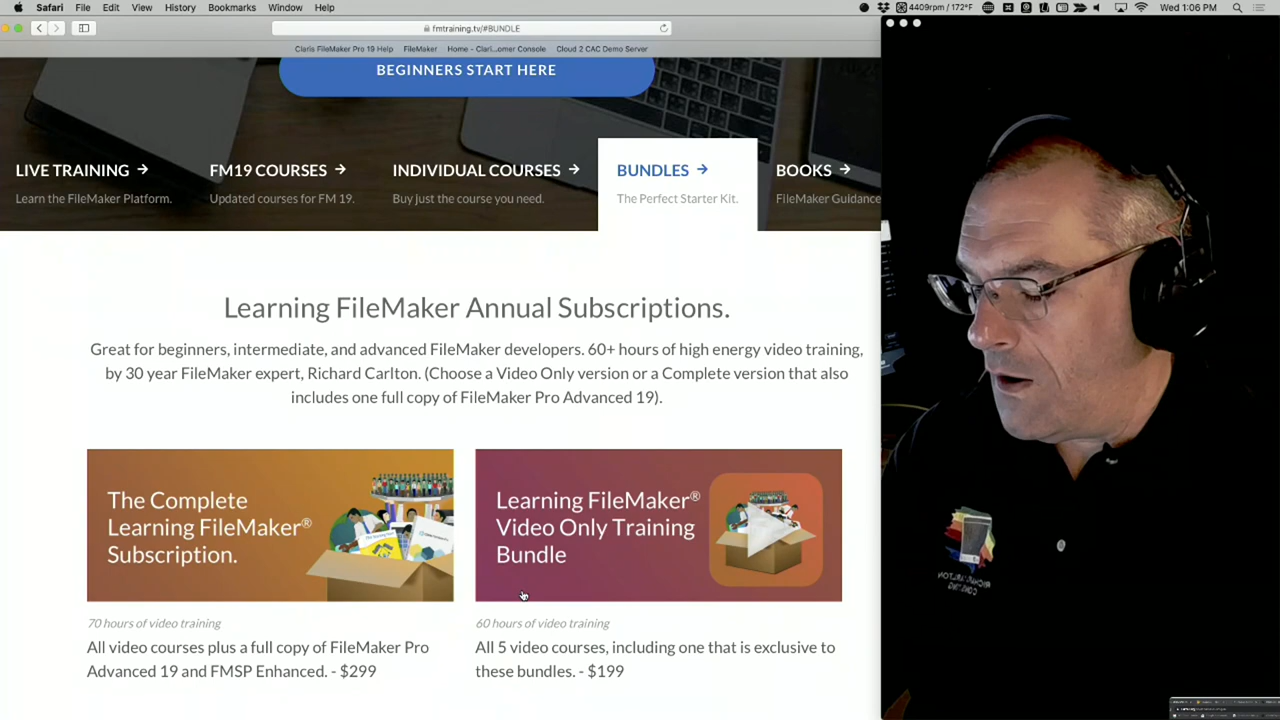 Safari File Edit View History Bookmarks Window Help
4409rpm / 172°F
Wed 1:06 PM
fmtraining.tv/#BUNDLE
Claris FileMaker Pro 19 Help FileMaker Home - Clari...omer Console Cloud 2 CAC Demo Server
BEGINNERS START HERE
LIVE TRAINING → FM19 COURSES → INDIVIDUAL COURSES → BUNDLES → BOOKS →
Learn the FileMaker Platform. Updated courses for FM 19. Buy just the course you need. The Perfect Starter Kit. FileMaker Guidance
Learning FileMaker Annual Subscriptions.
Great for beginners, intermediate, and advanced FileMaker developers. 60+ hours of high energy video training,
by 30 year FileMaker expert, Richard Carlton. (Choose a Video Only version or a Complete version that also
includes one full copy of FileMaker Pro Advanced 19).
The Complete
Learning FileMaker®
Subscription.
Learning FileMaker®
Video Only Training
Bundle
70 hours of video training
All video courses plus a full copy of FileMaker Pro
Advanced 19 and FMSP Enhanced. - $299
60 hours of video training
All 5 video courses, including one that is exclusive to
these bundles. - $199